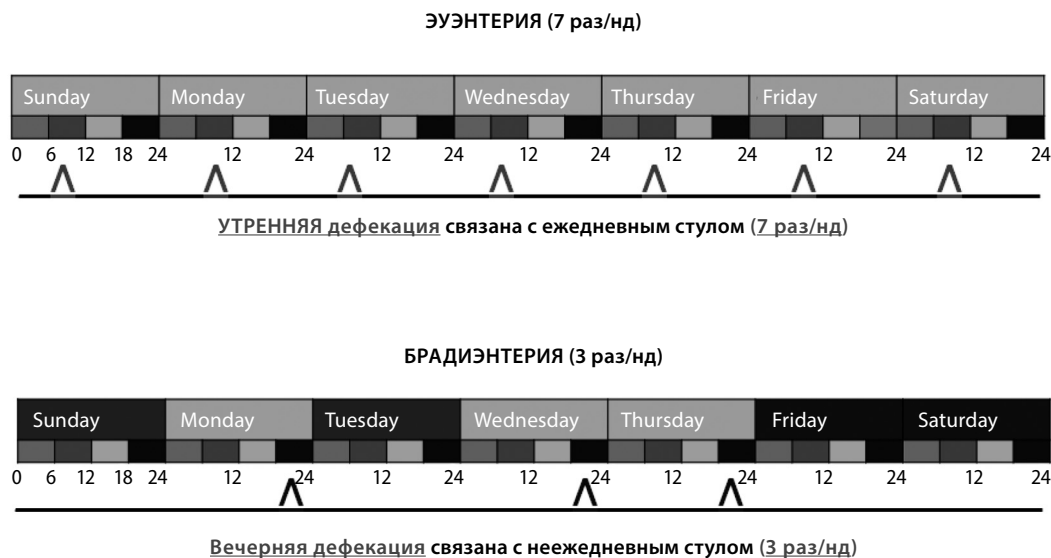 ЭУЭНТЕРИЯ (7 раз/нд)
Sunday Monday Tuesday Wednesday Thursday Friday Saturday
0 6 12 18 24 12 24 12 24 12 24 12 24 12 24 12 24
УТРЕННЯЯ дефекация связана с ежедневным стулом (7 раз/нд)
БРАДИЭНТЕРИЯ (3 раз/нд)
Sunday Monday Tuesday Wednesday Thursday Friday Saturday
0 6 12 18 24 12 24 12 24 12 24 12 24 12 24 12 24
Вечерняя дефекация связана с неежедневным стулом (3 раз/нд)